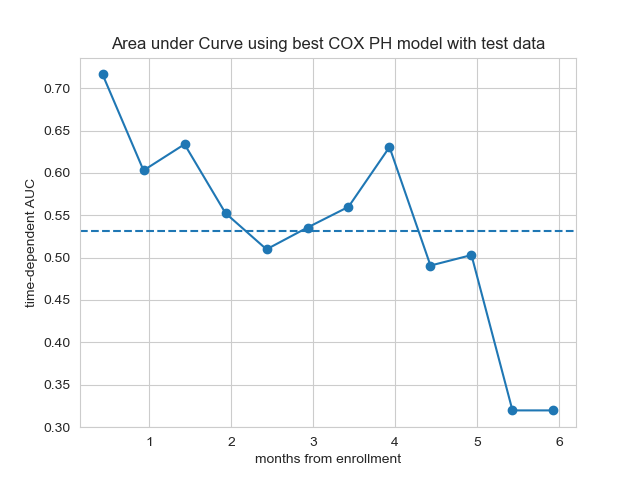 Area under Curve using best COX PH model with test data
time-dependent AUC
0.70
0.65
0.60
0.55
0.50
0.45
0.40
0.35
0.30
1 2 3 4 5 6
months from enrollment